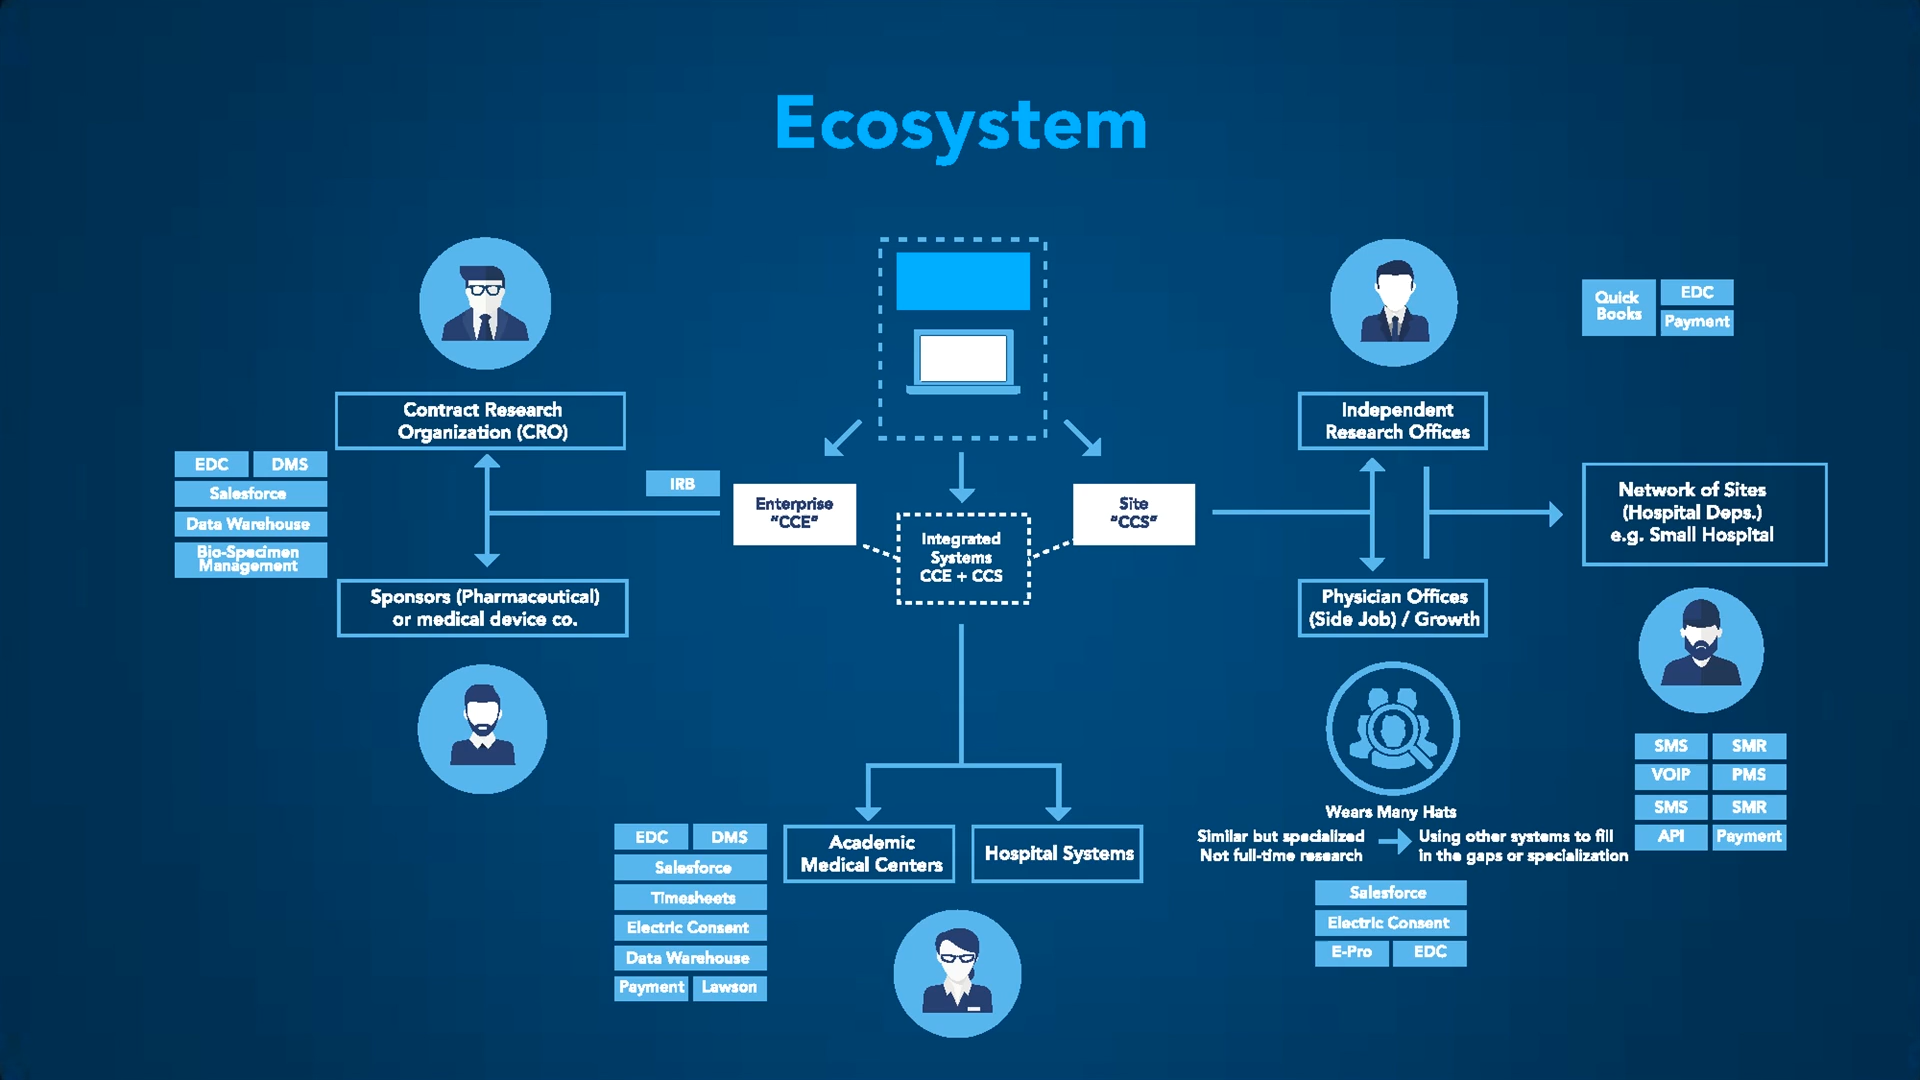 Ecosystem
Quick
Books
EDC
Payment
Contract Research
Organization (CRO)
Independent
Research Offices
EDC
DMS
Salesforce
Data Warehouse
Bio-Specimen
Management
IRB
Enterprise
"CCE"
Site
"CCS"
Integrated
Systems
CCE + CCS
Network of Sites
(Hospital Deps.)
e.g. Small Hospital
Sponsors (Pharmaceutical)
or medical device co.
Physician Offices
(Side Job) / Growth
SMS
SMR
VOIP
PMS
SMS
SMR
API
Payment
Wears Many Hats
Similar but specialized
Not full-time research
Using other systems to fill
in the gaps or specialization
Salesforce
Electric Consent
E-Pro
EDC
EDC
DMS
Salesforce
Timesheets
Electric Consent
Data Warehouse
Payment
Lawson
Academic
Medical Centers
Hospital Systems